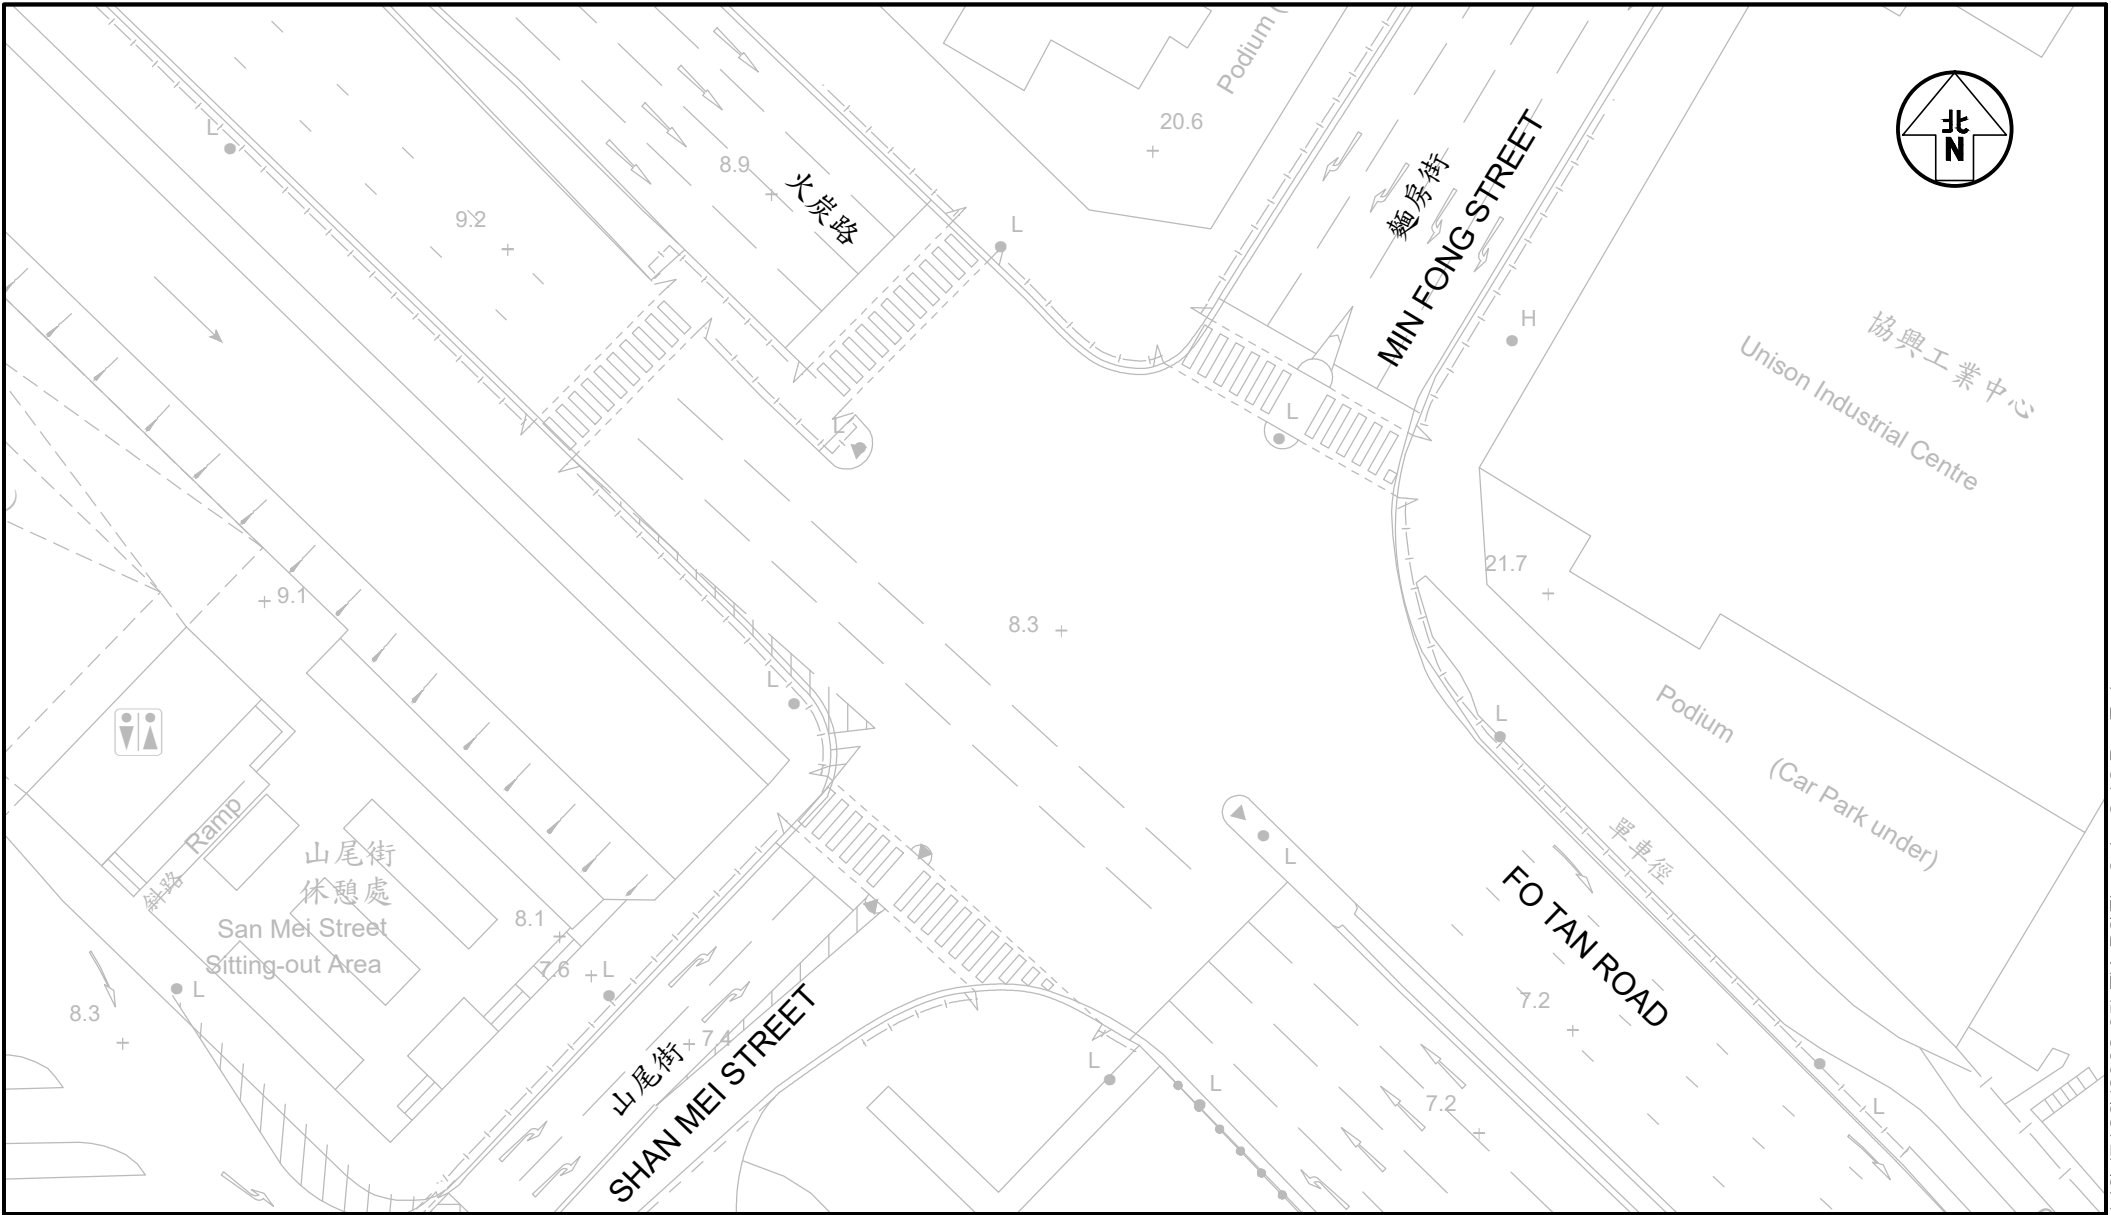 Podium (
20.6
L
8.9
火炭路
9.2
L
麵房街
MIN FONG STREET
北
N
H
協興工業中心
Unison Industrial Centre
L
L
21.7
9.1
8.3
L
L
Podium
(Car Park under)
單車徑
FO TAN ROAD
L
斜路
Ramp
山尾街
休憩處
San Mei Street
Sitting-out Area
8.1
7.6
L
L
8.3
7.4
山尾街
SHAN MEI STREET
7.2
L
L
7.2
L